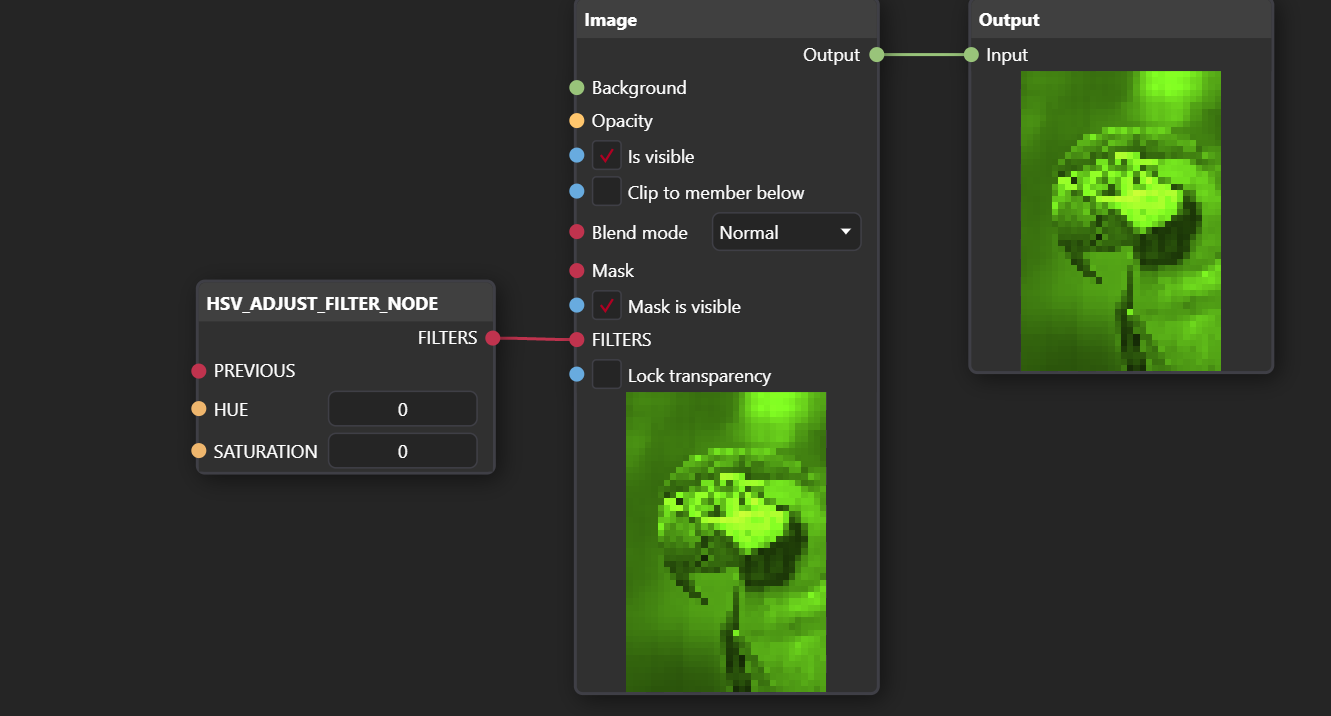 Image
Output
Background
Opacity
Is visible
Clip to member below
Blend mode Normal
Mask
Mask is visible
FILTERS
Lock transparency
HSV_ADJUST_FILTER_NODE
FILTERS
PREVIOUS
HUE 0
SATURATION 0
Output
Input